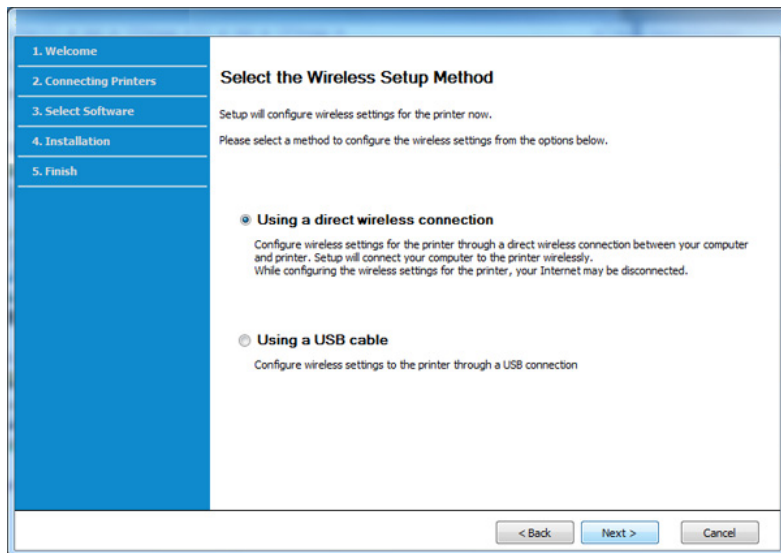 1. Welcome
2. Connecting Printers
3. Select Software
4. Installation
5. Finish
Select the Wireless Setup Method
Setup will configure wireless settings for the printer now.
Please select a method to configure the wireless settings from the options below.
Using a direct wireless connection
Configure wireless settings for the printer through a direct wireless connection between your computer
and printer. Setup will connect your computer to the printer wirelessly.
While configuring the wireless settings for the printer, your Internet may be disconnected.
Using a USB cable
Configure wireless settings to the printer through a USB connection
< Back Next > Cancel